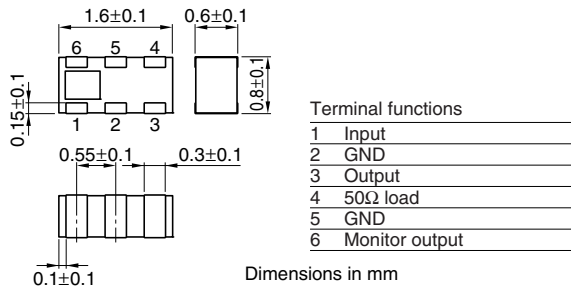 1.6±0.1
0.6±0.1
6 5 4
0.8±0.1
0.15±0.1
1 2 3
0.55±0.1
0.3±0.1
0.1±0.1
Terminal functions
1 Input
2 GND
3 Output
4 50Ω load
5 GND
6 Monitor output
Dimensions in mm